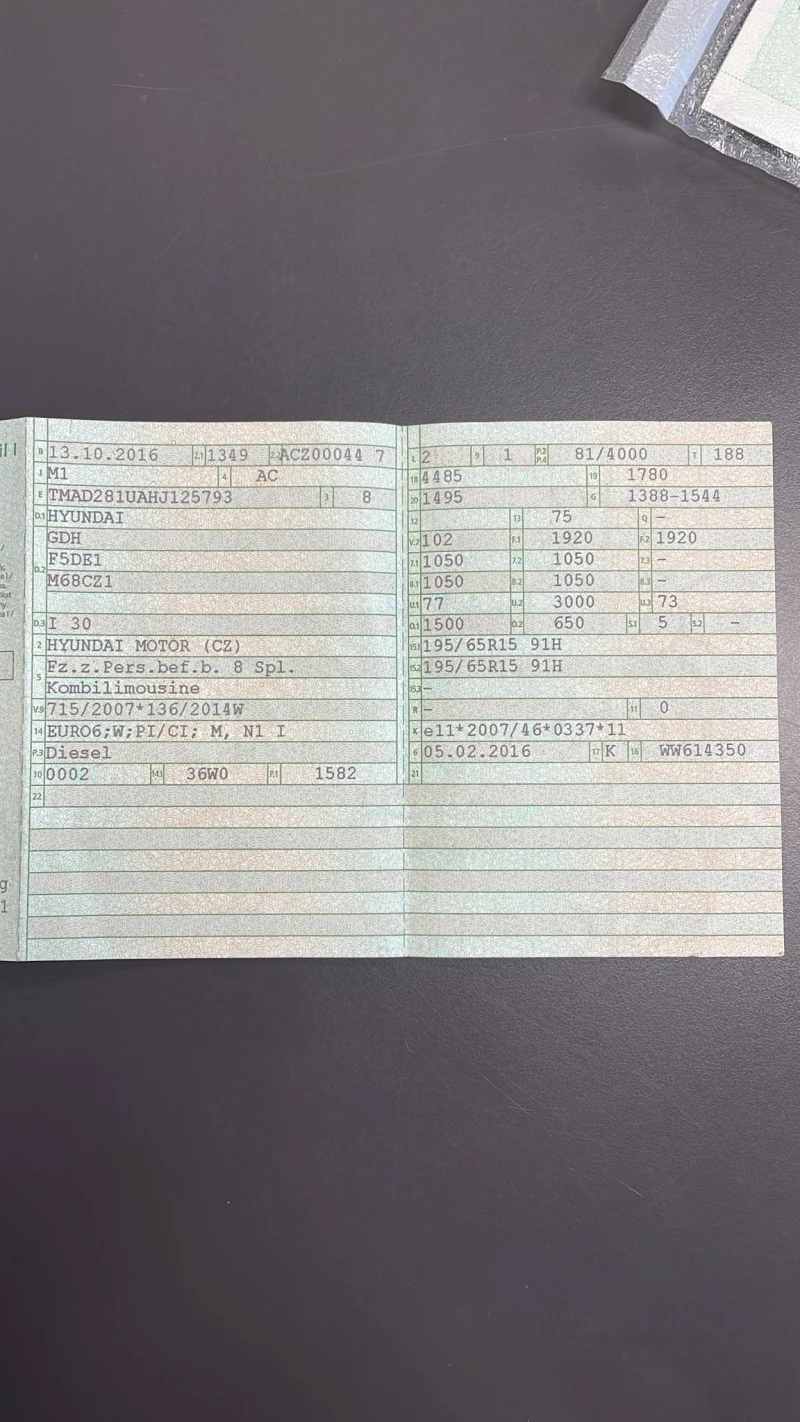 il I
B 13.10.2016 2.1 1349 2.2 ACZ00044 7
J M1 4 AC
E TMAD281UAHJ125793 3 8
D.1 HYUNDAI
GDH
D.2 F5DE1
M68CZ1
D.3 I 30
2 HYUNDAI MOTOR (CZ)
5 Fz.z.Pers.bef.b. 8 Spl.
Kombilimousine
V.9 715/2007*136/2014W
14 EURO6;W;PI/CI; M, N1 I
P.3 Diesel
10 0002 14.1 36W0 P.1 1582
22
L 2 9 1 P.2 P.4 81/4000 T 188
18 4485 19 1780
20 1495 G 1388-1544
12 13 75 Q -
V.7 102 F.1 1920 F.2 1920
7.1 1050 7.2 1050 7.3 -
8.1 1050 8.2 1050 8.3 -
U.1 77 U.2 3000 U.3 73
O.1 1500 O.2 650 S.1 5 S.2 -
15.1 195/65R15 91H
15.2 195/65R15 91H
15.3 -
R - 11 0
K e11*2007/46*0337*11
6 05.02.2016 17 K 16 WW614350
21
g
1